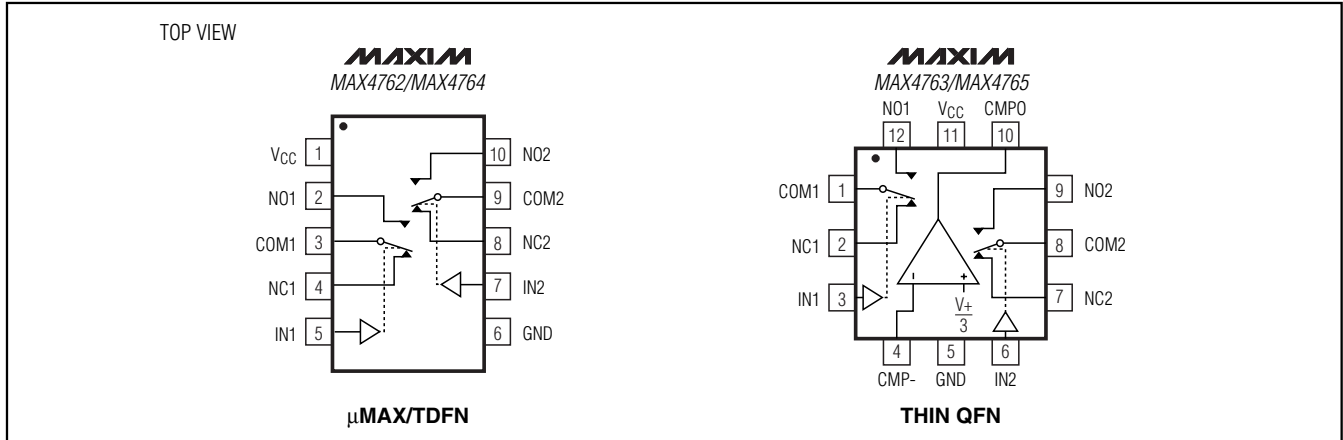 TOP VIEW
MAXIM
MAX4762/MAX4764
VCC 1
NO1 2
COM1 3
NC1 4
IN1 5
10 NO2
9 COM2
8 NC2
7 IN2
6 GND
µMAX/TDFN
MAXIM
MAX4763/MAX4765
NO1 VCC CMPO
12 11 10
COM1 1
NC1 2
IN1 3
9 NO2
8 COM2
7 NC2
- +
V+
3
4 5 6
CMP- GND IN2
THIN QFN